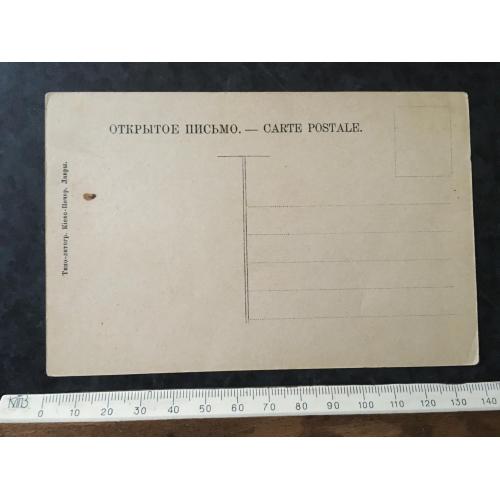 ОТКРЫТОЕ ПИСЬМО. — CARTE POSTALE.
Типо-литогр. Кіево-Печер. Лавры.
0 10 20 30 40 50 60 70 80 90 100 110 120 130 140